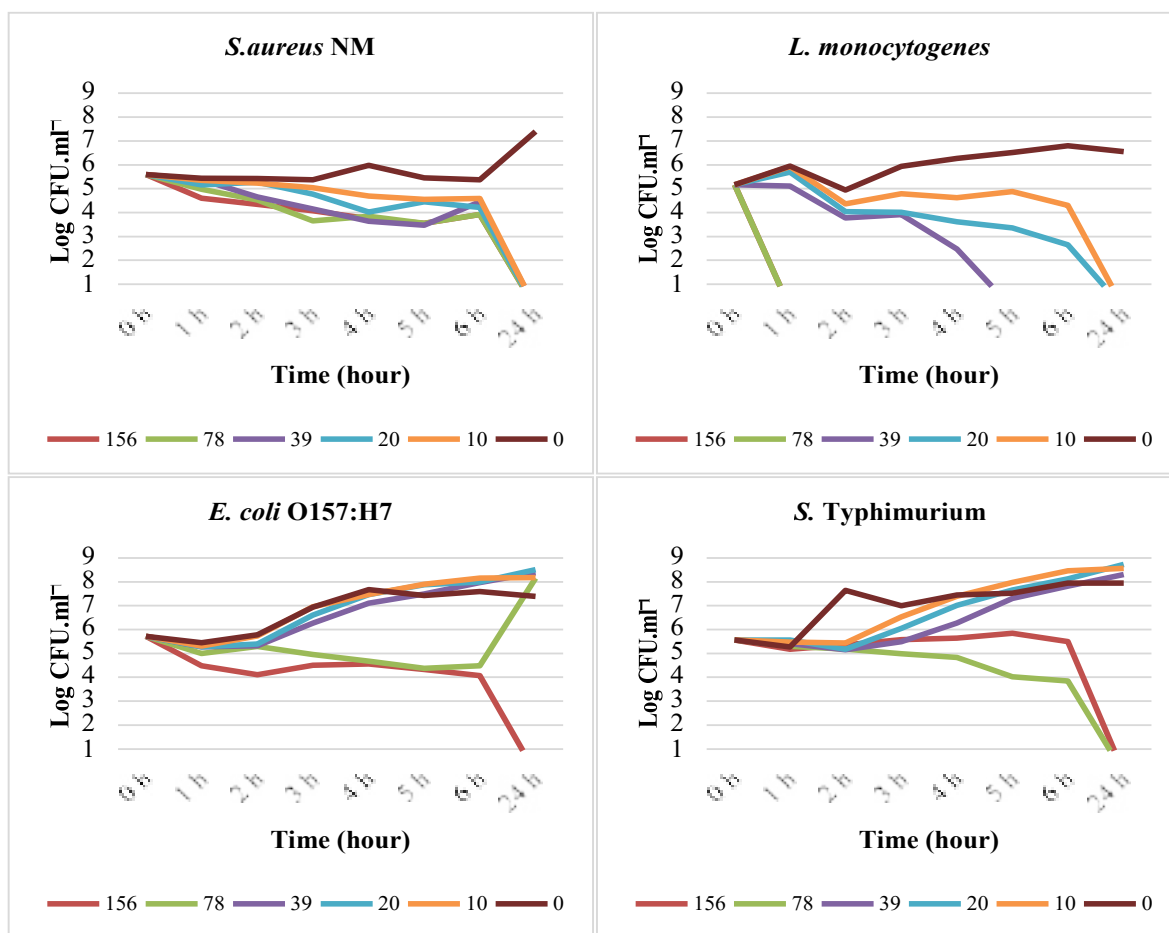 S.aureus NM
Log CFU.ml⁻¹
9
8
7
6
5
4
3
2
1
0 h 1 h 2 h 3 h 4 h 5 h 6 h 24 h
Time (hour)
156 78 39 20 10 0
L. monocytogenes
Log CFU.ml⁻¹
9
8
7
6
5
4
3
2
1
0 h 1 h 2 h 3 h 4 h 5 h 6 h 24 h
Time (hour)
156 78 39 20 10 0
E. coli O157:H7
Log CFU.ml⁻¹
9
8
7
6
5
4
3
2
1
0 h 1 h 2 h 3 h 4 h 5 h 6 h 24 h
Time (hour)
156 78 39 20 10 0
S. Typhimurium
Log CFU.ml⁻¹
9
8
7
6
5
4
3
2
1
0 h 1 h 2 h 3 h 4 h 5 h 6 h 24 h
Time (hour)
156 78 39 20 10 0